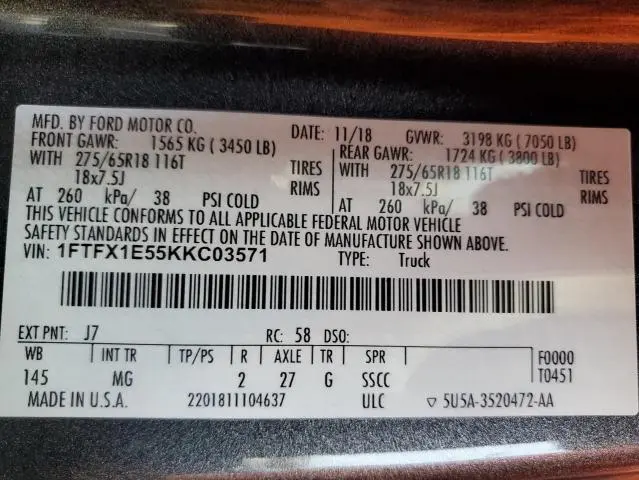 MFD. BY FORD MOTOR CO. DATE: 11/18 GVWR: 3198 KG ( 7050 LB)
FRONT GAWR: 1565 KG ( 3450 LB) REAR GAWR: 1724 KG ( 3800 LB)
WITH 275/65R18 116T TIRES WITH 275/65R18 116T TIRES
18x7.5J RIMS 18x7.5J RIMS
AT 260 kPa/ 38 PSI COLD AT 260 kPa/ 38 PSI COLD
THIS VEHICLE CONFORMS TO ALL APPLICABLE FEDERAL MOTOR VEHICLE
SAFETY STANDARDS IN EFFECT ON THE DATE OF MANUFACTURE SHOWN ABOVE.
VIN: 1FTFX1E55KKC03571 TYPE: Truck
EXT PNT: J7 RC: 58 DSO:
WB INT TR TP/PS R AXLE TR SPR F0000
145 MG 2 27 G SSCC T0451
MADE IN U.S.A. 2201811104637 ULC ▽ 5U5A-3520472-AA